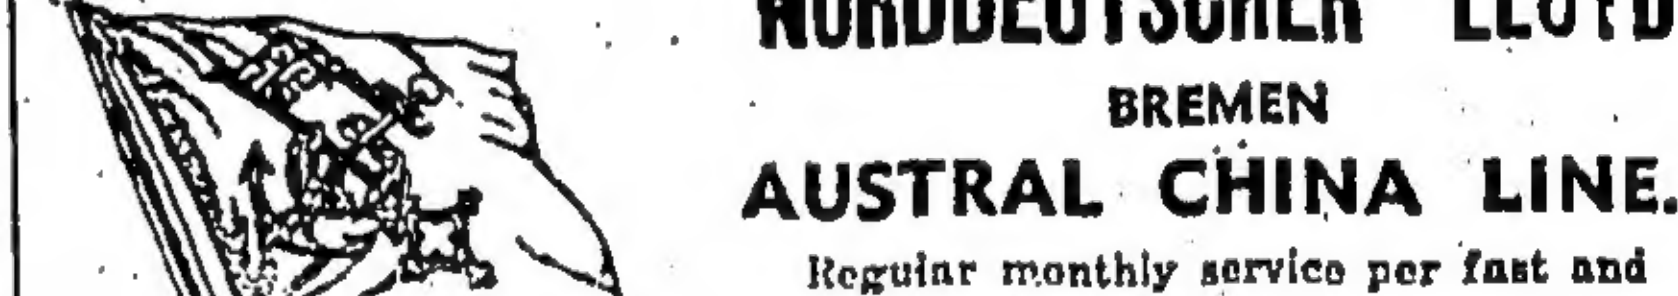 NORDDEUTSCHER LLOYD
BREMEN
AUSTRAL CHINA LINE.
Regular monthly service per fast and